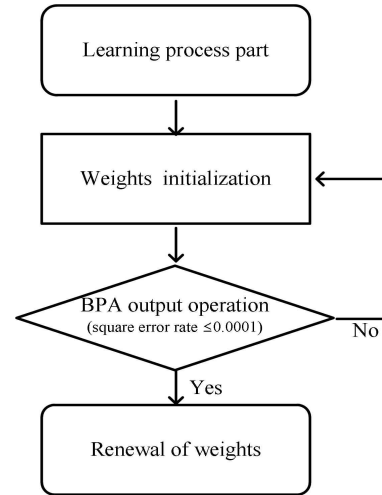 Learning process part
Weights initialization
BPA output operation
(square error rate ≤0.0001)
No
Yes
Renewal of weights